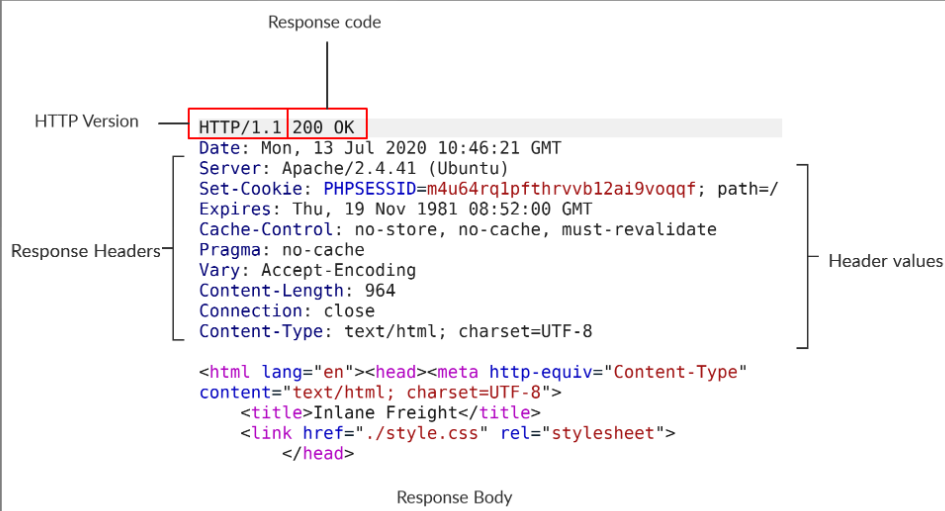 Response code
HTTP Version
HTTP/1.1 200 OK
Date: Mon, 13 Jul 2020 10:46:21 GMT
Server: Apache/2.4.41 (Ubuntu)
Set-Cookie: PHPSESSID=m4u64rq1pfthrvvb12ai9voqqf; path=/
Expires: Thu, 19 Nov 1981 08:52:00 GMT
Cache-Control: no-store, no-cache, must-revalidate
Response Headers
Pragma: no-cache
Header values
Vary: Accept-Encoding
Content-Length: 964
Connection: close
Content-Type: text/html; charset=UTF-8
<html lang="en"><head><meta http-equiv="Content-Type"
content="text/html; charset=UTF-8">
<title>Inlane Freight</title>
<link href="./style.css" rel="stylesheet">
</head>
Response Body